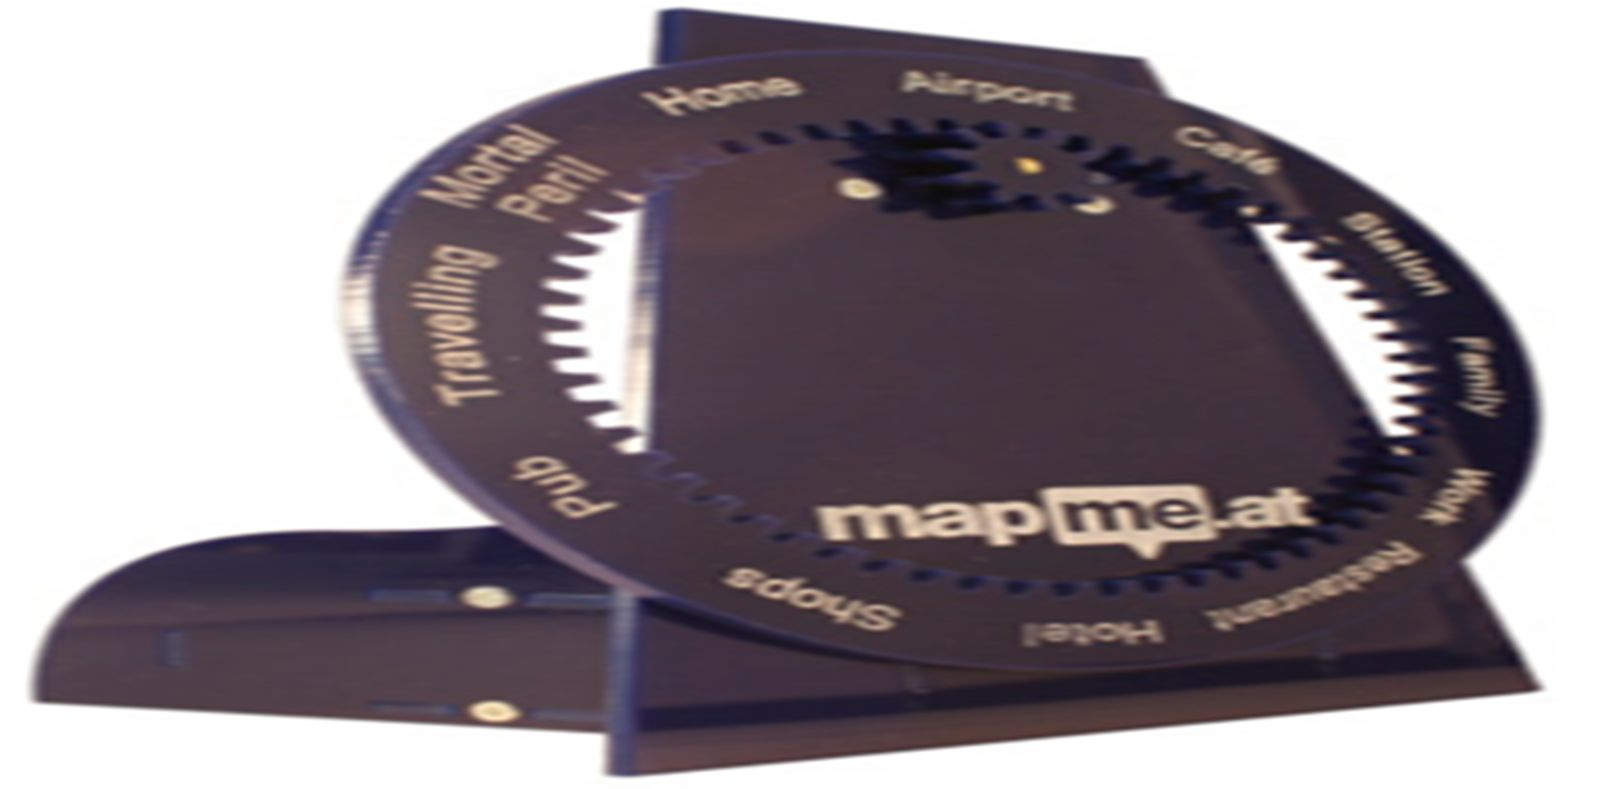 Home
Airport
Café
Station
Family
Work
Restaurant
Hotel
Shops
Pub
Travelling
Mortal
Peril
mapme.at